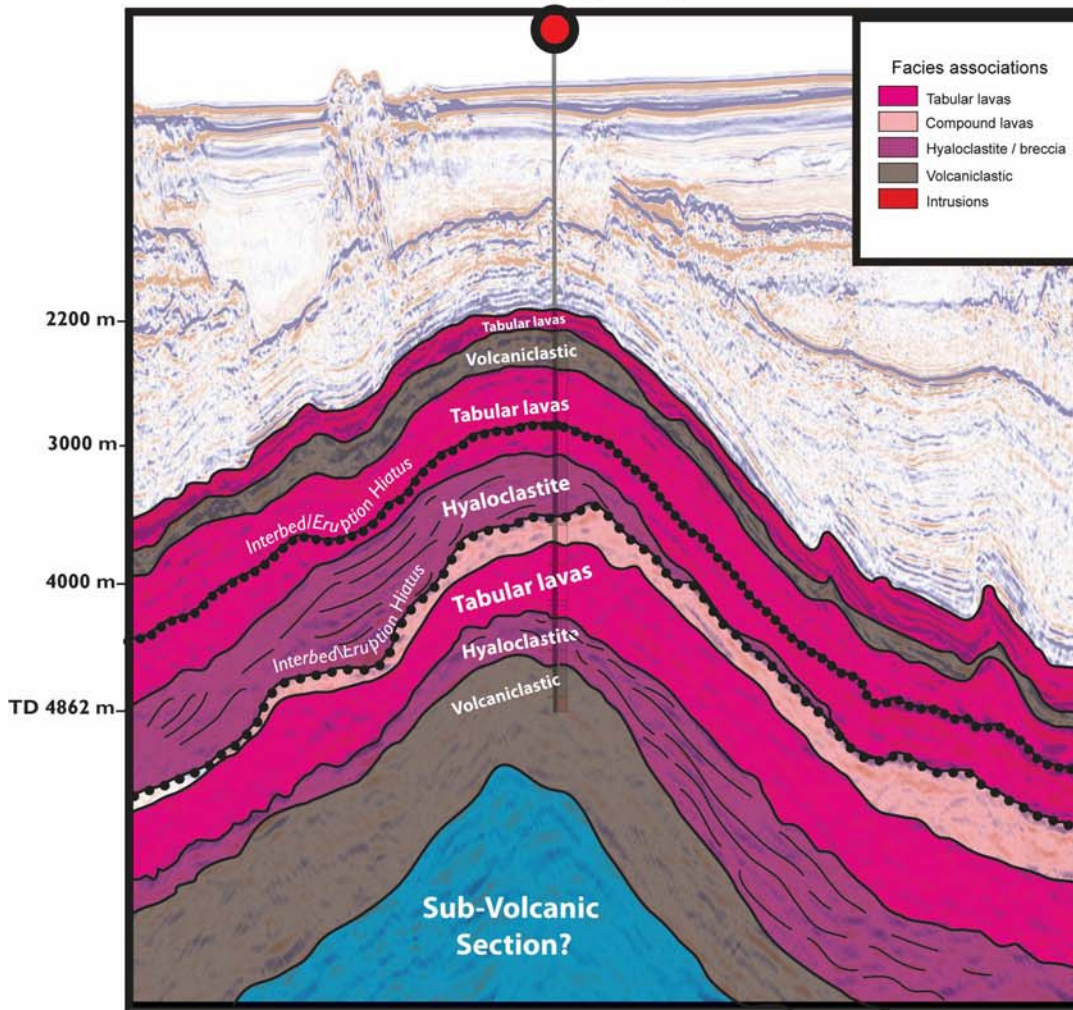 Facies associations
Tabular lavas
Compound lavas
Hyaloclastite / breccia
Volcaniclastic
Intrusions
2200 m
Tabular lavas
Volcaniclastic
Tabular lavas
3000 m
Interbed/Eruption Hiatus
Hyaloclastite
4000 m
Interbed\Eruption Hiatus
Tabular lavas
Hyaloclastite
Volcaniclastic
TD 4862 m
Sub-Volcanic
Section?